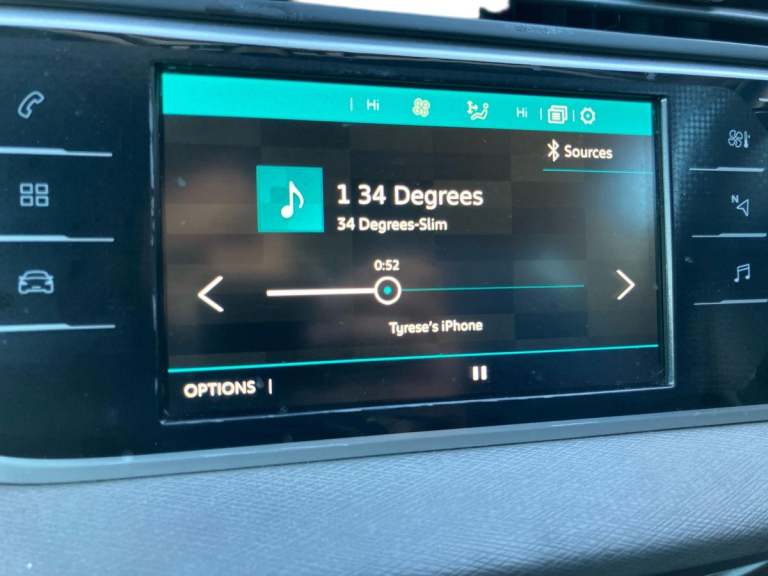 Hi Hi
Sources
1 34 Degrees
34 Degrees-Slim
0:52
Tyrese's iPhone
OPTIONS
N